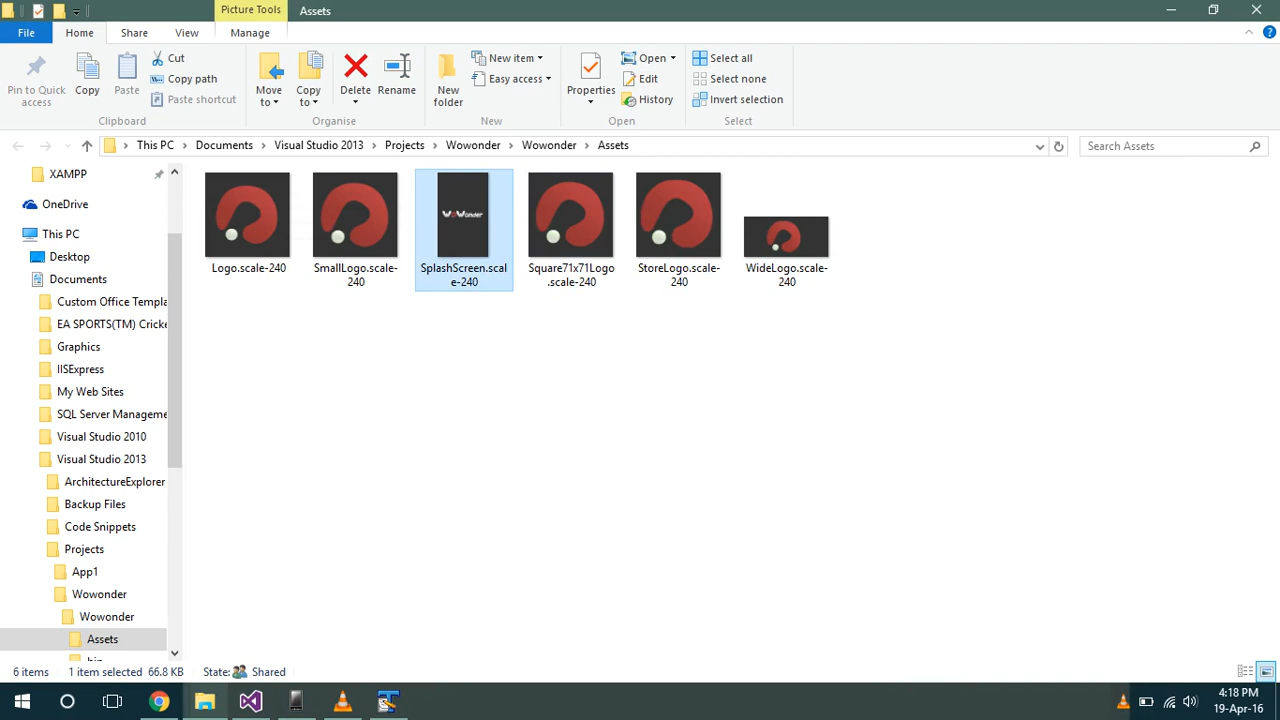 Picture Tools
Assets
File
Home
Share
View
Manage
Pin to Quick access
Copy
Paste
Cut
Copy path
Paste shortcut
Clipboard
Move to
Copy to
Delete
Rename
Organise
New folder
New item
Easy access
New
Properties
Open
Edit
History
Open
Select all
Select none
Invert selection
Select
This PC
Documents
Visual Studio 2013
Projects
Wowonder
Wowonder
Assets
Search Assets
XAMPP
OneDrive
This PC
Desktop
Documents
Custom Office Templa
EA SPORTS(TM) Cricke
Graphics
IISExpress
My Web Sites
SQL Server Manageme
Visual Studio 2010
Visual Studio 2013
ArchitectureExplorer
Backup Files
Code Snippets
Projects
App1
Wowonder
Wowonder
Assets
WoWonder
Logo.scale-240
SmallLogo.scale-
240
SplashScreen.scal
e-240
Square71x71Logo
.scale-240
StoreLogo.scale-
240
WideLogo.scale-
240
6 items
1 item selected 66.8 KB
State:
Shared
4:18 PM
19-Apr-16